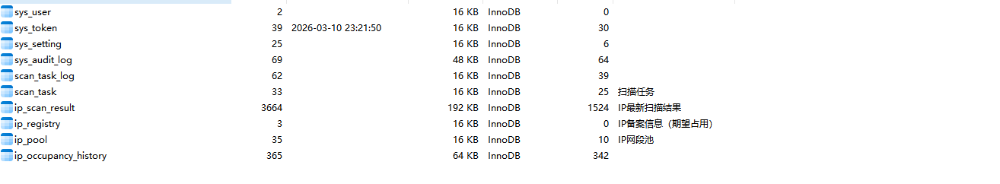 sys_user 2 16 KB InnoDB 0
sys_token 39 2026-03-10 23:21:50 16 KB InnoDB 30
sys_setting 25 16 KB InnoDB 6
sys_audit_log 69 48 KB InnoDB 64
scan_task_log 62 16 KB InnoDB 39
scan_task 33 16 KB InnoDB 25 扫描任务
ip_scan_result 3664 192 KB InnoDB 1524 IP最新扫描结果
ip_registry 3 16 KB InnoDB 0 IP备案信息（期望占用）
ip_pool 35 16 KB InnoDB 10 IP网段池
ip_occupancy_history 365 64 KB InnoDB 342